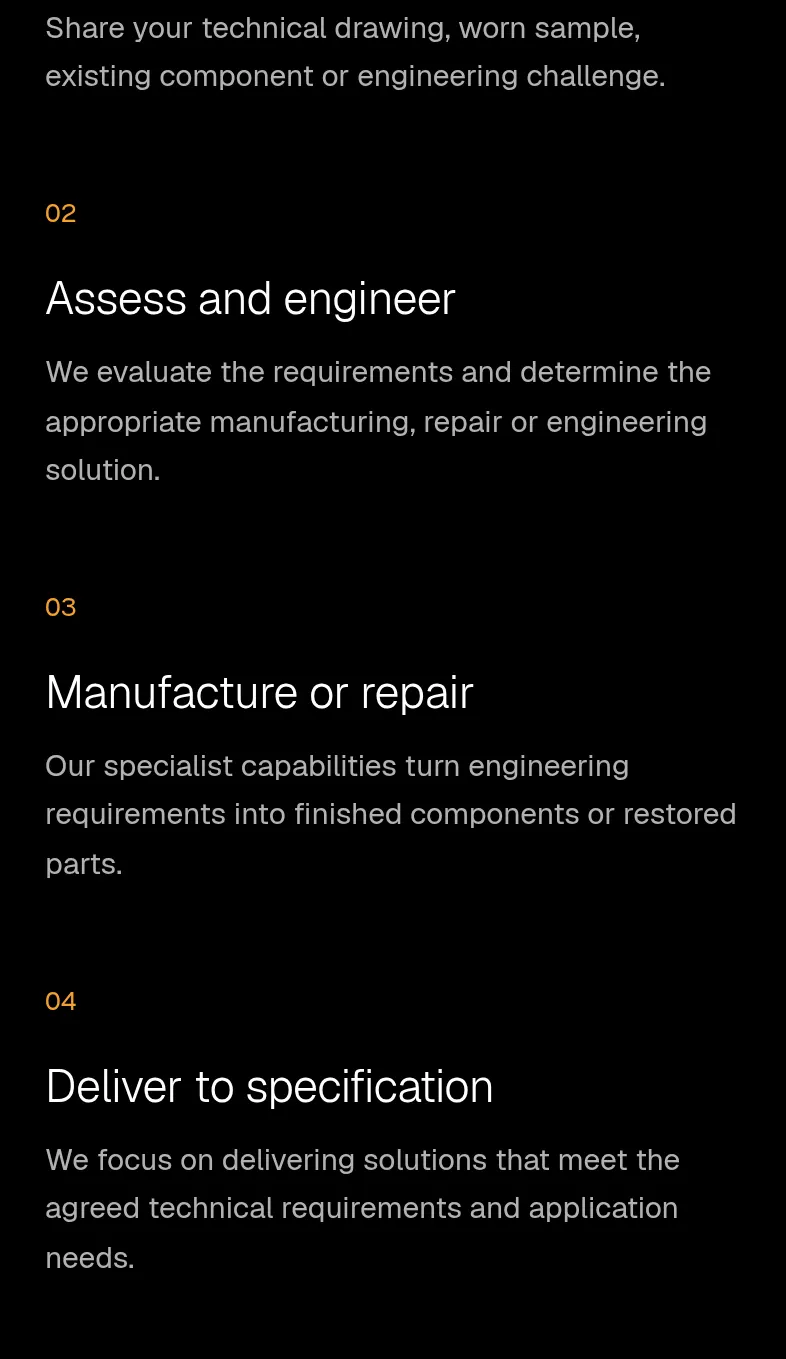 Share your technical drawing, worn sample,
existing component or engineering challenge.
02
Assess and engineer
We evaluate the requirements and determine the
appropriate manufacturing, repair or engineering
solution.
03
Manufacture or repair
Our specialist capabilities turn engineering
requirements into finished components or restored
parts.
04
Deliver to specification
We focus on delivering solutions that meet the
agreed technical requirements and application
needs.